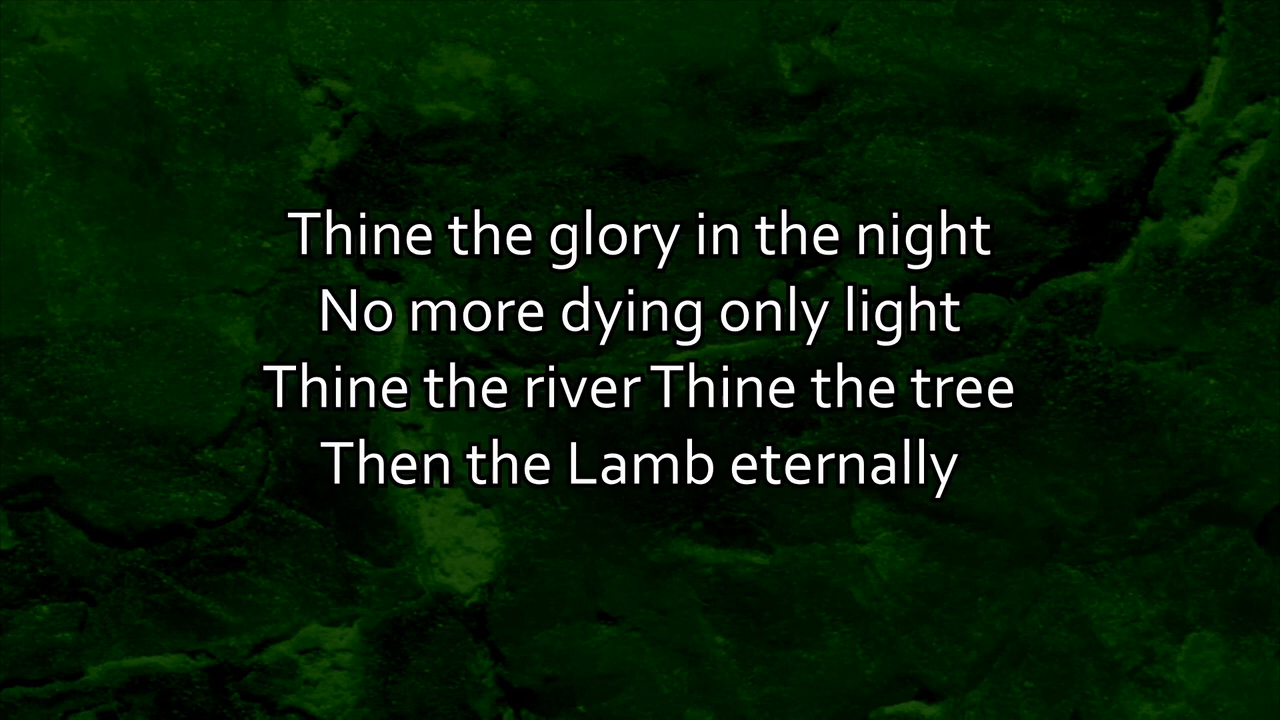 Thine the glory in the night
No more dying only light
Thine the river Thine the tree
Then the Lamb eternally